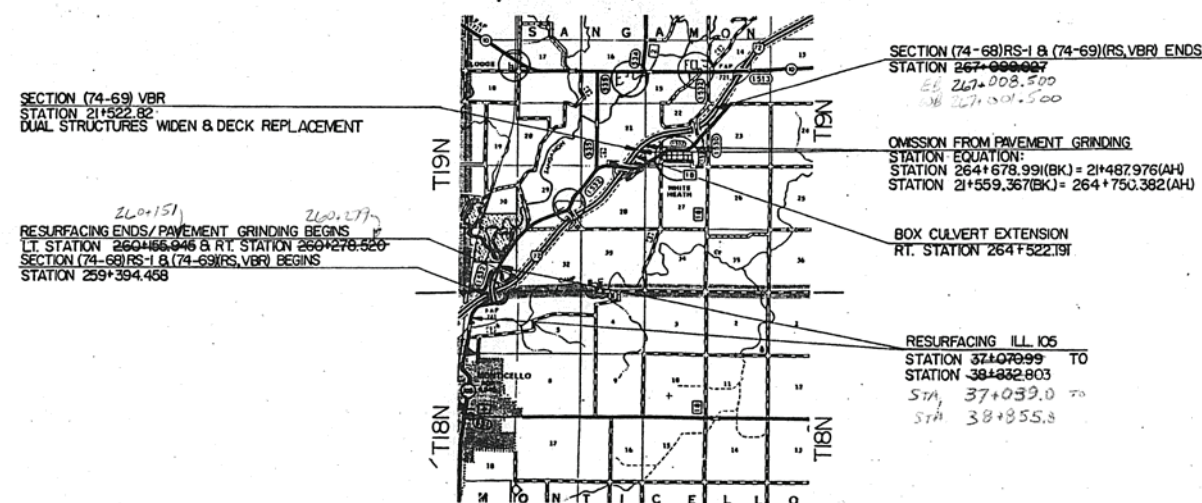 SECTION (74-69) VBR
STATION 21+522.82
DUAL STRUCTURES WIDEN & DECK REPLACEMENT
260+151
260+279
RESURFACING ENDS/PAVEMENT GRINDING BEGINS
LT. STATION 260+155.945 & RT. STATION 260+278.520
SECTION (74-68)RS-1 & (74-69)(RS,VBR) BEGINS
STATION 259+394.458
SANGAMON
T19N
T19N
WHITE
HEATH
MONTICELLO
T18N
T18N
MONTICELLO
SECTION (74-68)RS-1 & (74-69)(RS,VBR) ENDS
STATION 267+099.027
EB 267+008.500
WB 267+001.500
OMISSION FROM PAVEMENT GRINDING
STATION EQUATION:
STATION 264+678.991(BK.) = 21+487.976(AH)
STATION 21+559.367(BK.) = 264+750.382(AH)
BOX CULVERT EXTENSION
RT. STATION 264+522.191
RESURFACING ILL. 105
STATION 37+070.99 TO
STATION 38+832.803
STA, 37+039.0 TO
STA 38+855.8